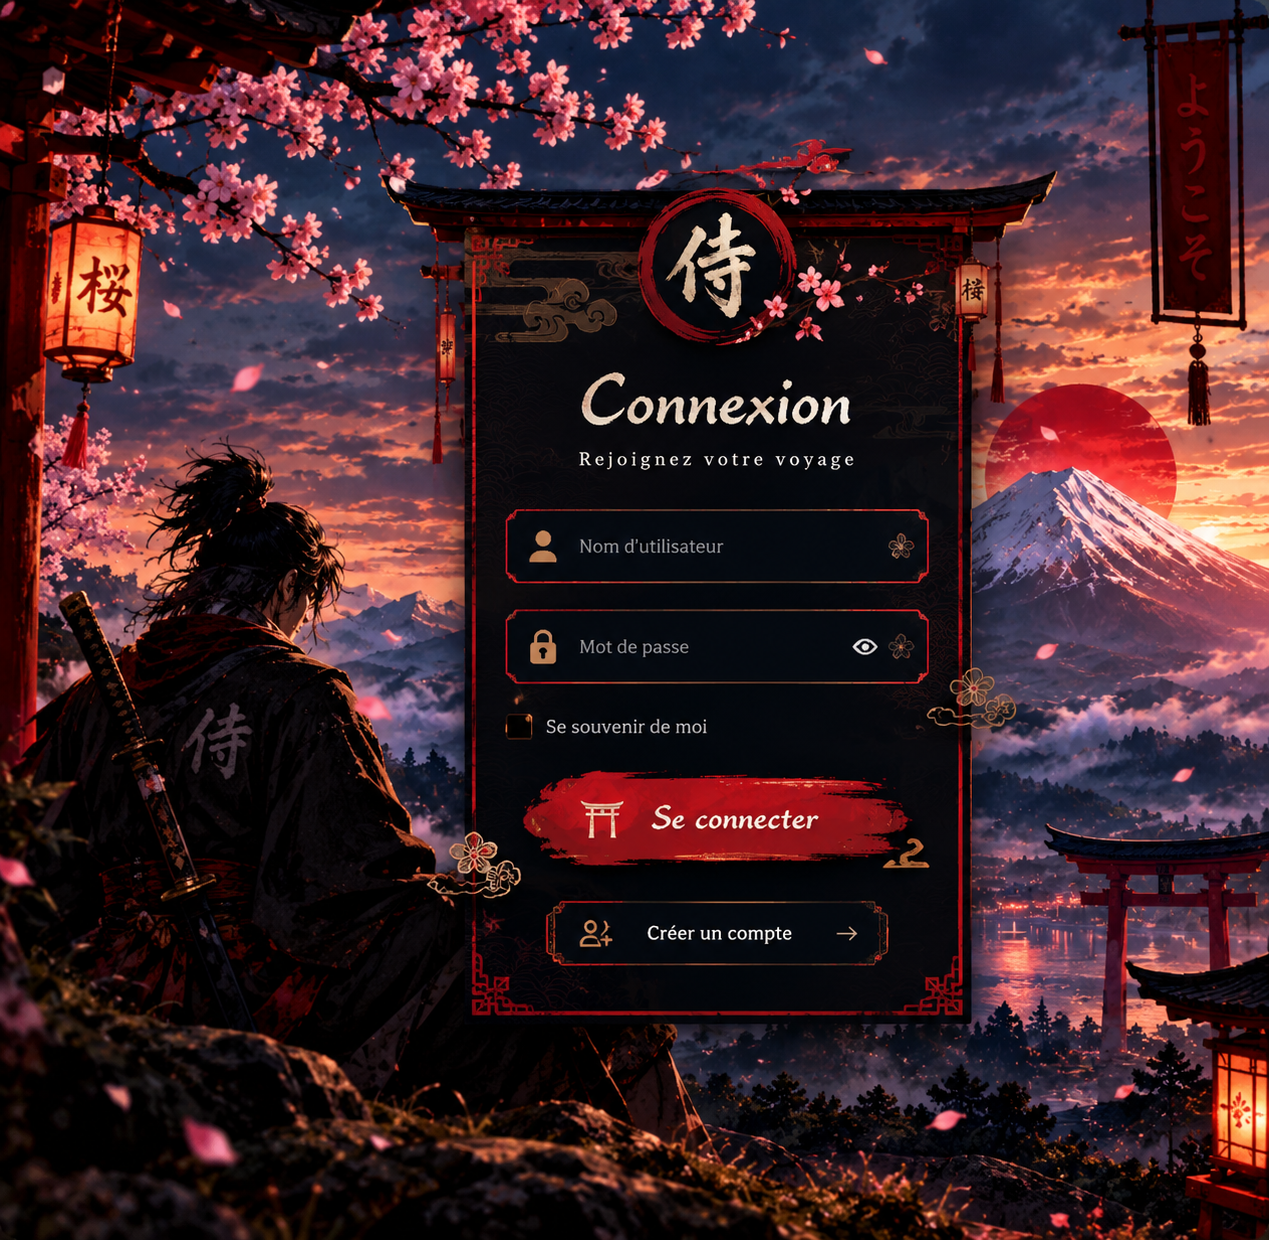 よ
う
こ
そ
侍
桜
桜
桜
Connexion
Rejoignez votre voyage
Nom d'utilisateur
Mot de passe
Se souvenir de moi
侍
Se connecter
Créer un compte